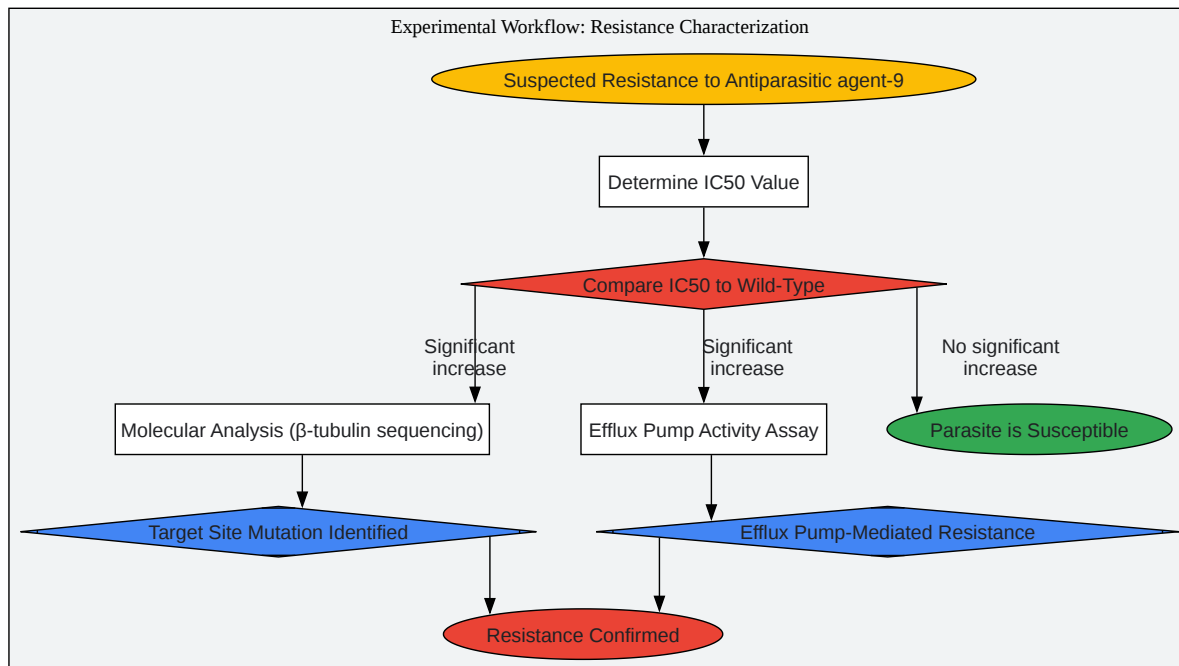 Experimental Workflow: Resistance Characterization
Suspected Resistance to Antiparasitic agent-9
Determine IC50 Value
Compare IC50 to Wild-Type
Significant
increase
Significant
increase
No significant
increase
Molecular Analysis (β-tubulin sequencing)
Efflux Pump Activity Assay
Parasite is Susceptible
Target Site Mutation Identified
Efflux Pump-Mediated Resistance
Resistance Confirmed